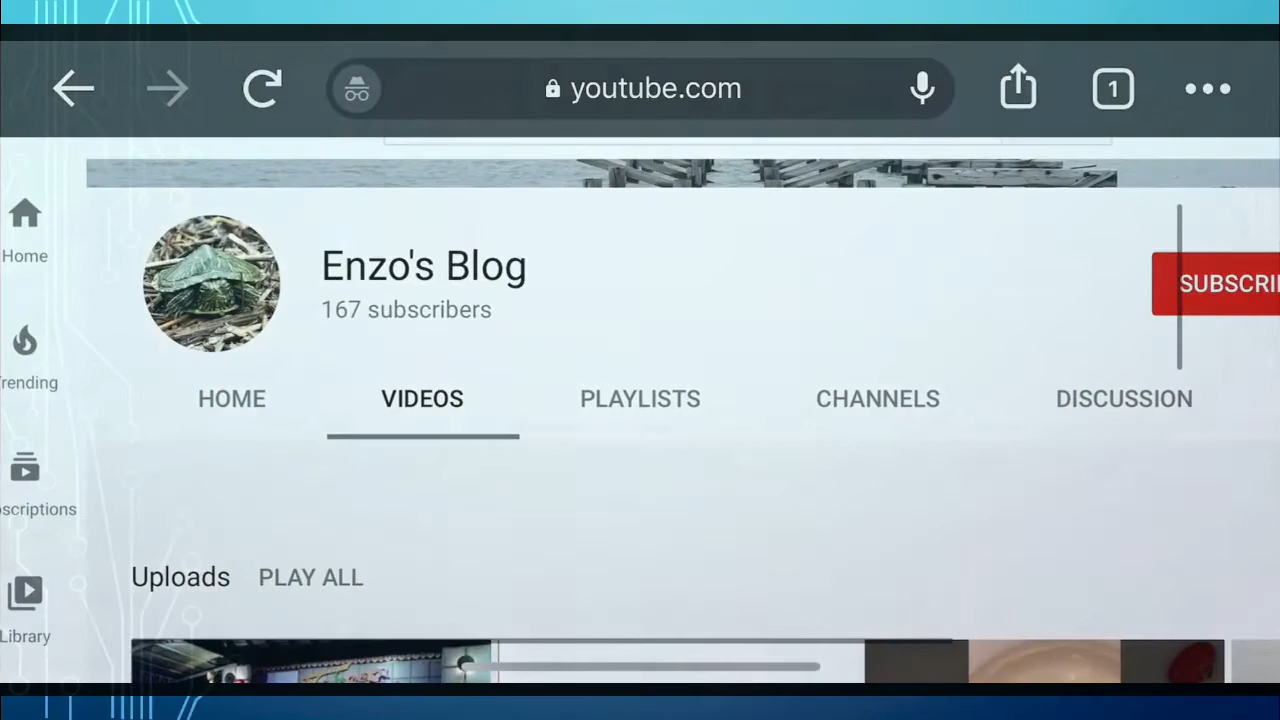 youtube.com
1
Enzo's Blog
167 subscribers
SUBSCRI
Home
Trending
HOME VIDEOS PLAYLISTS CHANNELS DISCUSSION
scriptions
Uploads PLAY ALL
Library